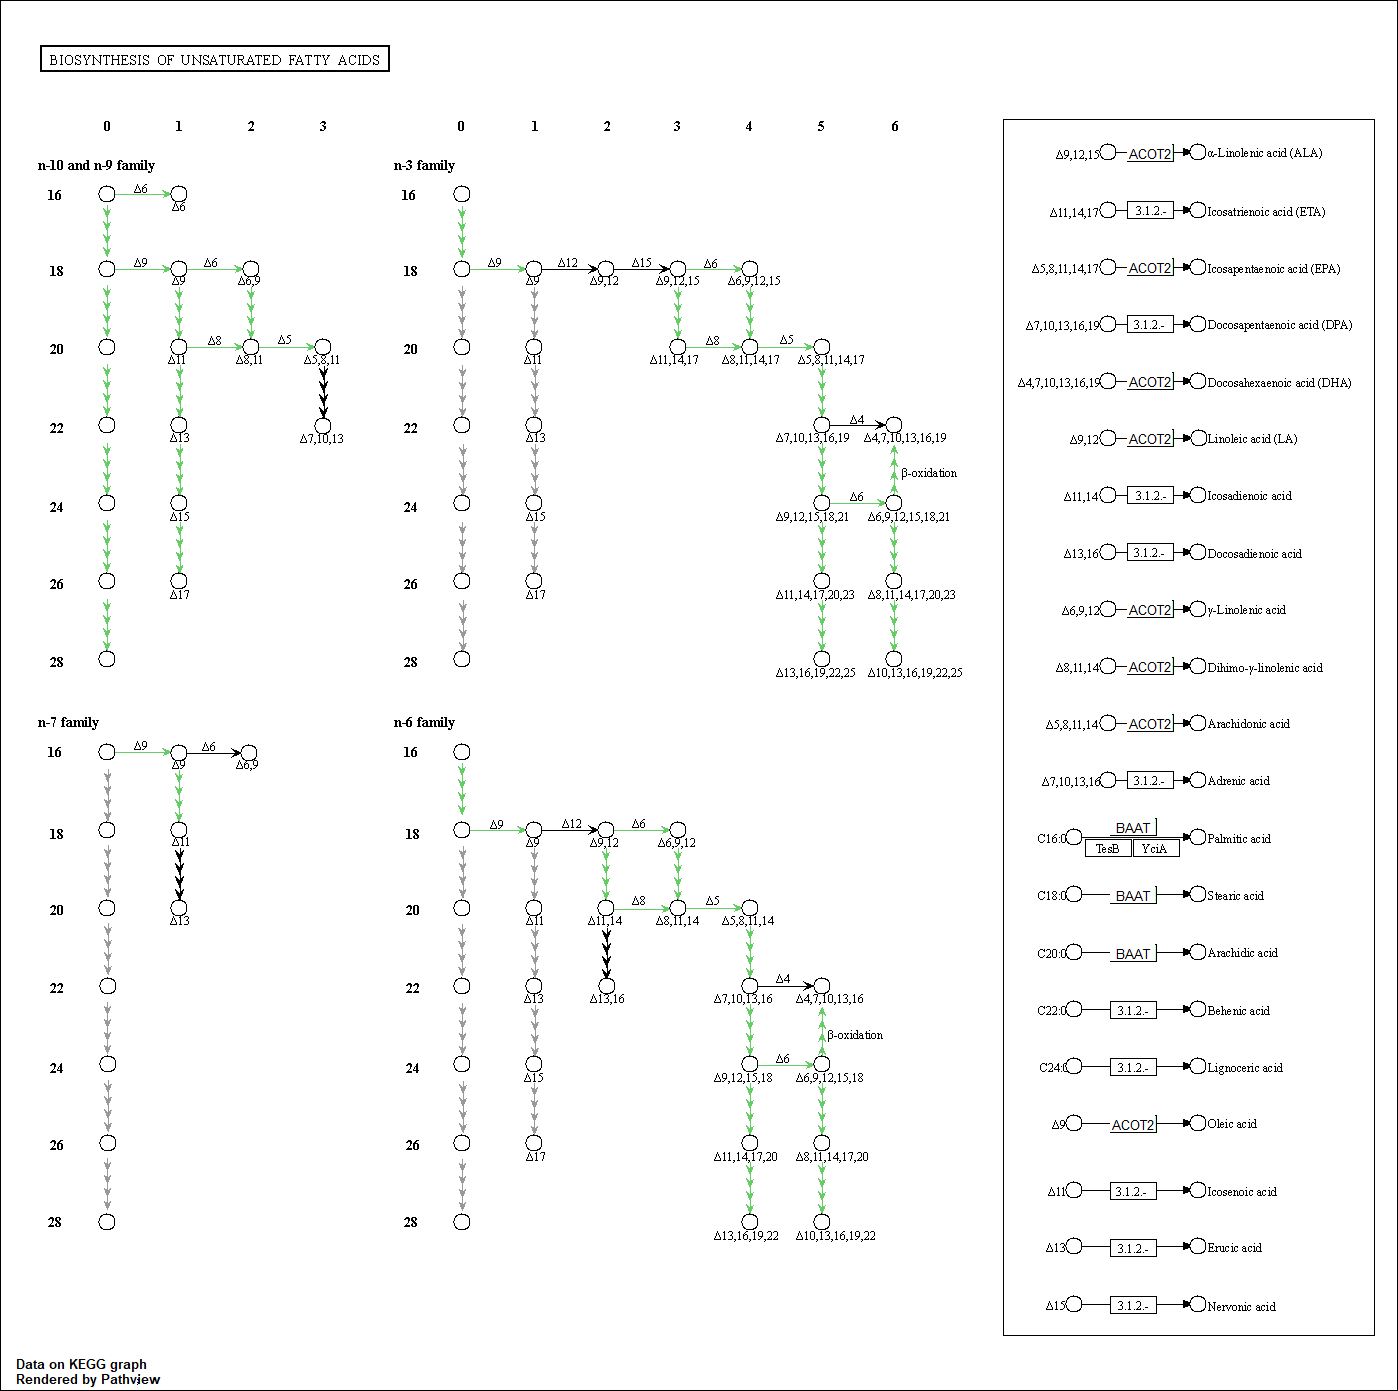 BIOSYNTHESIS OF UNSATURATED FATTY ACIDS
0 1 2 3
n-10 and n-9 family
16 Δ6
Δ6
18 Δ9 Δ6
Δ9 Δ6,9
20 Δ8 Δ5
Δ11 Δ8,11 Δ5,8,11
22
Δ13 Δ7,10,13
24
Δ15
26
Δ17
28
0 1 2 3 4 5 6
n-3 family
16
18 Δ9 Δ12 Δ15 Δ6
Δ9 Δ9,12 Δ9,12,15 Δ6,9,12,15
20 Δ8 Δ5
Δ11 Δ11,14,17 Δ8,11,14,17 Δ5,8,11,14,17
22 Δ4
Δ13 Δ7,10,13,16,19 Δ4,7,10,13,16,19
β-oxidation
24 Δ6
Δ15 Δ9,12,15,18,21 Δ6,9,12,15,18,21
26
Δ17 Δ11,14,17,20,23 Δ8,11,14,17,20,23
28
Δ13,16,19,22,25 Δ10,13,16,19,22,25
n-7 family
16 Δ9 Δ6
Δ9 Δ6,9
18
Δ11
20
Δ13
22
24
26
28
n-6 family
16
18 Δ9 Δ12 Δ6
Δ9 Δ9,12 Δ6,9,12
20 Δ8 Δ5
Δ11 Δ11,14 Δ8,11,14 Δ5,8,11,14
22 Δ4
Δ13 Δ13,16 Δ7,10,13,16 Δ4,7,10,13,16
β-oxidation
24 Δ6
Δ15 Δ9,12,15,18 Δ6,9,12,15,18
26
Δ17 Δ11,14,17,20 Δ8,11,14,17,20
28
Δ13,16,19,22 Δ10,13,16,19,22
Δ9,12,15 ACOT2 α-Linolenic acid (ALA)
Δ11,14,17 3.1.2.- Icosatrienoic acid (ETA)
Δ5,8,11,14,17 ACOT2 Icosapentaenoic acid (EPA)
Δ7,10,13,16,19 3.1.2.- Docosapentaenoic acid (DPA)
Δ4,7,10,13,16,19 ACOT2 Docosahexaenoic acid (DHA)
Δ9,12 ACOT2 Linoleic acid (LA)
Δ11,14 3.1.2.- Icosadienoic acid
Δ13,16 3.1.2.- Docosadienoic acid
Δ6,9,12 ACOT2 γ-Linolenic acid
Δ8,11,14 ACOT2 Dihimo-γ-linolenic acid
Δ5,8,11,14 ACOT2 Arachidonic acid
Δ7,10,13,16 3.1.2.- Adrenic acid
BAAT
C16:0 Palmitic acid
TesB YciA
C18:0 BAAT Stearic acid
C20:0 BAAT Arachidic acid
C22:0 3.1.2.- Behenic acid
C24:0 3.1.2.- Lignoceric acid
Δ9 ACOT2 Oleic acid
Δ11 3.1.2.- Icosenoic acid
Δ13 3.1.2.- Erucic acid
Δ15 3.1.2.- Nervonic acid
Data on KEGG graph
Rendered by Pathview